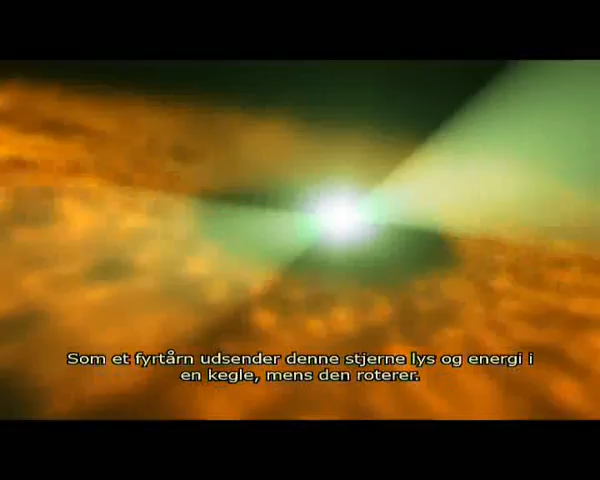 Som et fyrtårn udsender denne stjerne lys og energi i
en kegle, mens den roterer.